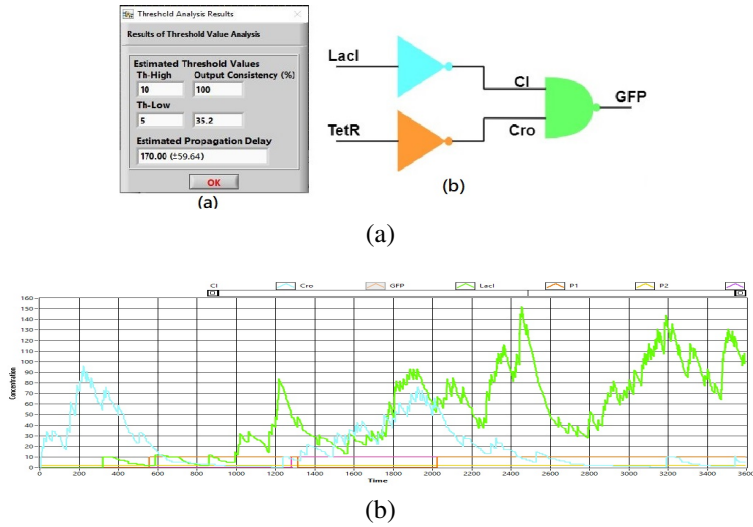 Threshold Analysis Results
Results of Threshold Value Analysis
Estimated Threshold Values
Th-High Output Consistency (%)
10 100
Th-Low
5 35.2
Estimated Propagation Delay
170.00 (±59.64)
OK
(a)
LacI
CI
GFP
TetR
Cro
(b)
(a)
CI Cro GFP LacI P1 P2
160
150
140
130
120
110
100
90
80
70
60
50
40
30
20
10
0
Concentration
0 200 400 600 800 1000 1200 1400 1600 1800 2000 2200 2400 2600 2800 3000 3200 3400 3600
Time
(b)